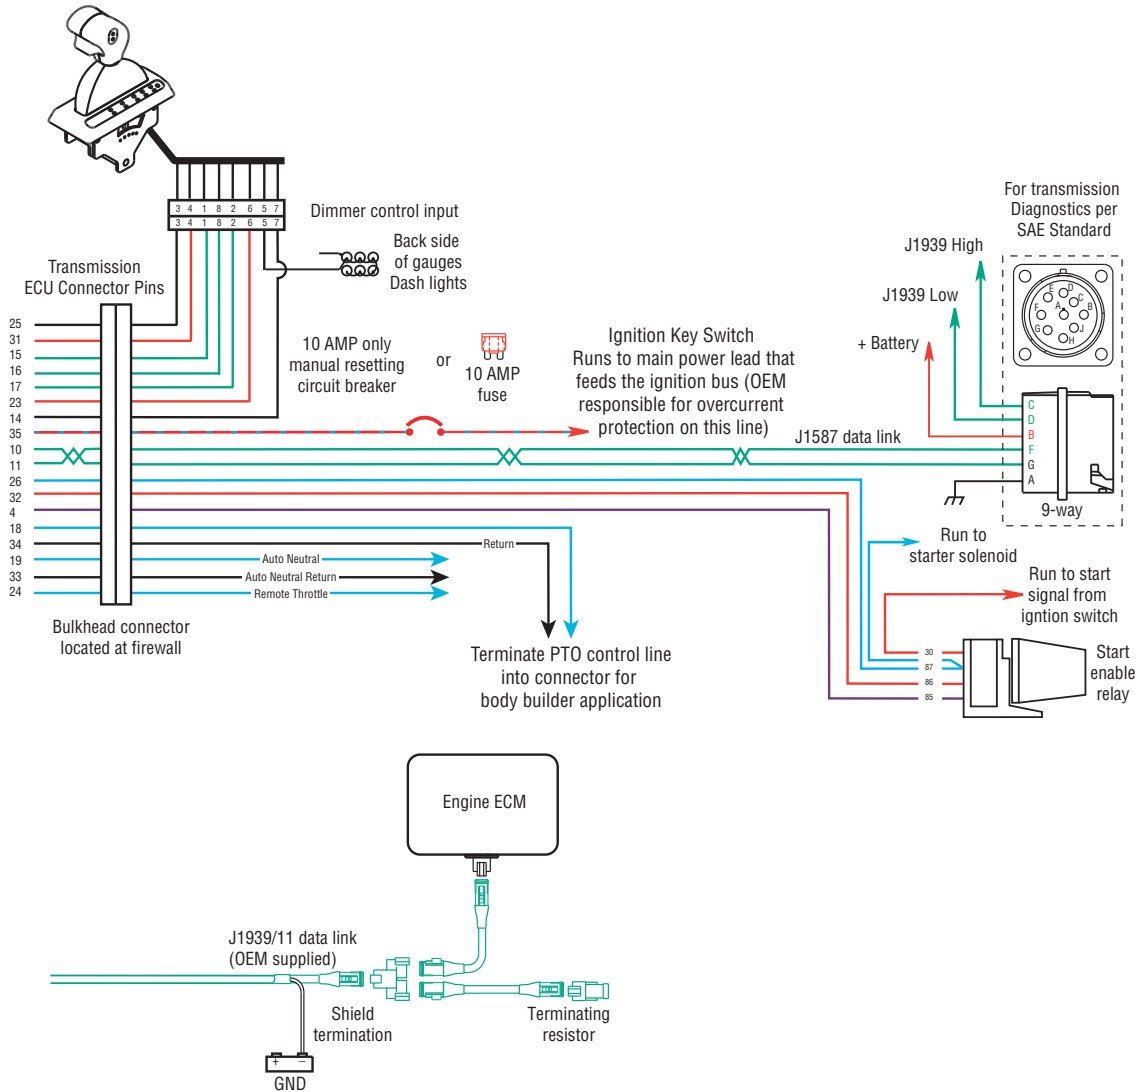 3 4 1 8 2 6 5 7
3 4 1 8 2 6 5 7
Dimmer control input
Back side
of gauges
Dash lights
Transmission
ECU Connector Pins
25
31
15
16
17
23
14
35
10
11
26
32
4
18
34
19
33
24
10 AMP only
manual resetting
circuit breaker
or
10 AMP
fuse
Ignition Key Switch
Runs to main power lead that
feeds the ignition bus (OEM
responsible for overcurrent
protection on this line)
J1587 data link
For transmission
Diagnostics per
SAE Standard
J1939 High
J1939 Low
+ Battery
E
D
C
F
A
B
G
J
H
C
D
B
F
G
A
9-way
Return
Auto Neutral
Auto Neutral Return
Remote Throttle
Bulkhead connector
located at firewall
Terminate PTO control line
into connector for
body builder application
Run to
starter solenoid
Run to start
signal from
igntion switch
30
87
86
85
Start
enable
relay
Engine ECM
J1939/11 data link
(OEM supplied)
Shield
termination
Terminating
resistor
+ –
GND